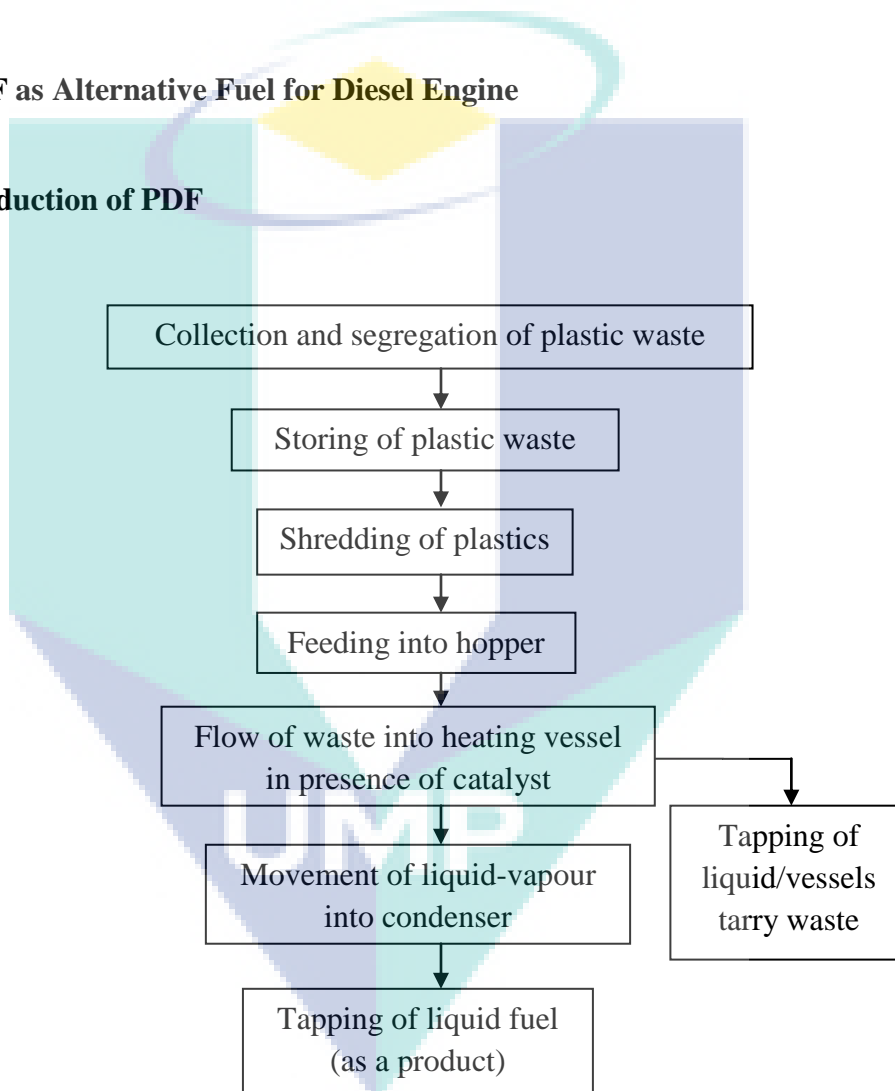 F as Alternative Fuel for Diesel Engine
duction of PDF
Collection and segregation of plastic waste
Storing of plastic waste
Shredding of plastics
Feeding into hopper
Flow of waste into heating vessel
in presence of catalyst
UMP
Tapping of
liquid/vessels
tarry waste
Movement of liquid-vapour
into condenser
Tapping of liquid fuel
(as a product)